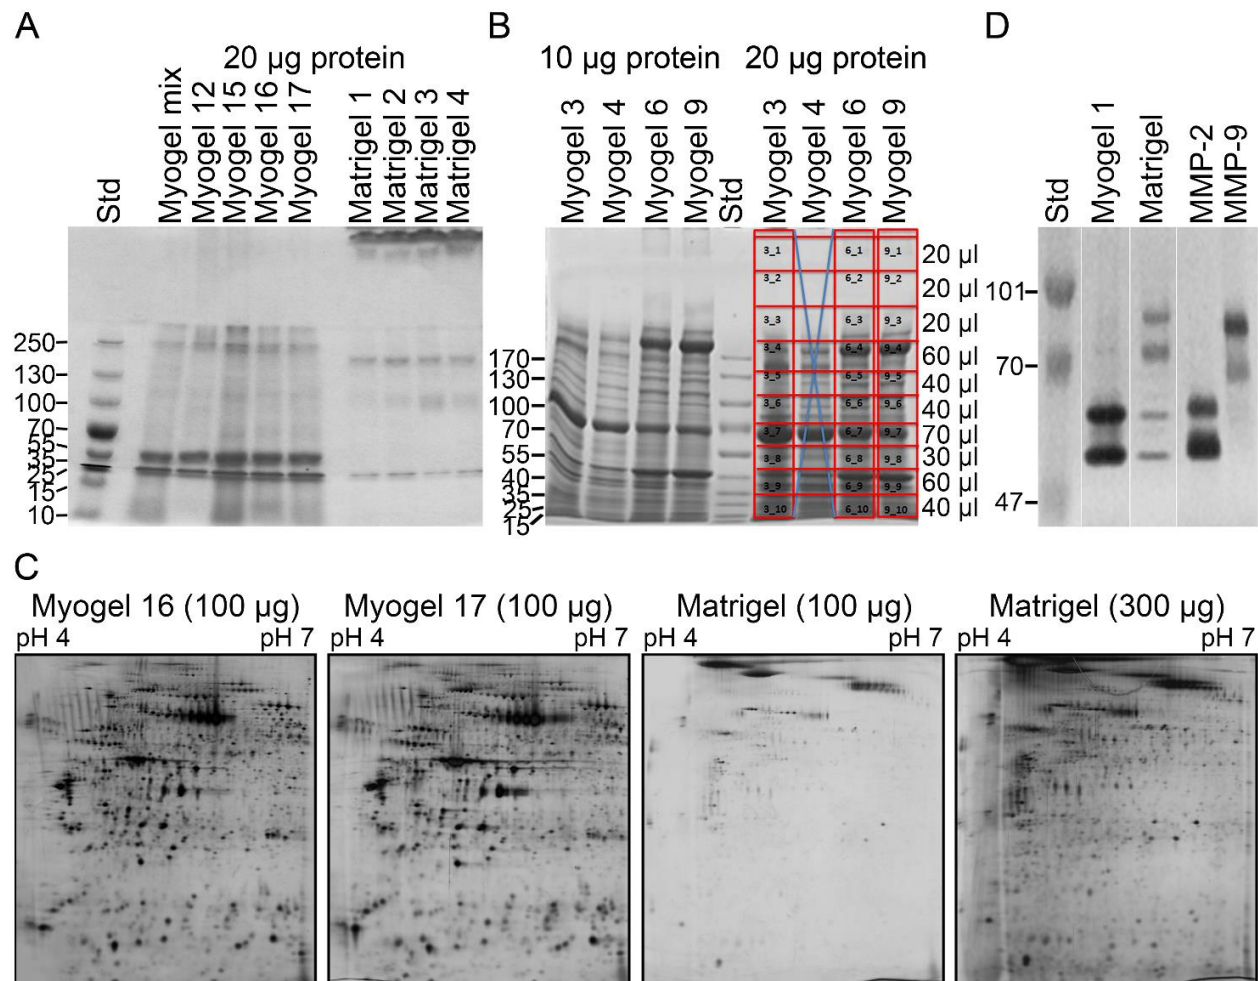 A
20 µg protein
Std
Myogel mix
Myogel 12
Myogel 15
Myogel 16
Myogel 17
Matrigel 1
Matrigel 2
Matrigel 3
Matrigel 4
250
130
100
70
55
35
25
15
10
B
10 µg protein
20 µg protein
Myogel 3
Myogel 4
Myogel 6
Myogel 9
Std
Myogel 3
Myogel 4
Myogel 6
Myogel 9
170
130
100
70
55
40
35
25
15
3_1 6_1 9_1 20 µl
3_2 6_2 9_2 20 µl
3_3 6_3 9_3 20 µl
3_4 6_4 9_4 60 µl
3_5 6_5 9_5 40 µl
3_6 6_6 9_6 40 µl
3_7 6_7 9_7 70 µl
3_8 6_8 9_8 30 µl
3_9 6_9 9_9 60 µl
3_10 6_10 9_10 40 µl
D
Std
Myogel 1
Matrigel
MMP-2
MMP-9
101
70
47
C
Myogel 16 (100 µg)
pH 4 pH 7
Myogel 17 (100 µg)
pH 4 pH 7
Matrigel (100 µg)
pH 4 pH 7
Matrigel (300 µg)
pH 4 pH 7